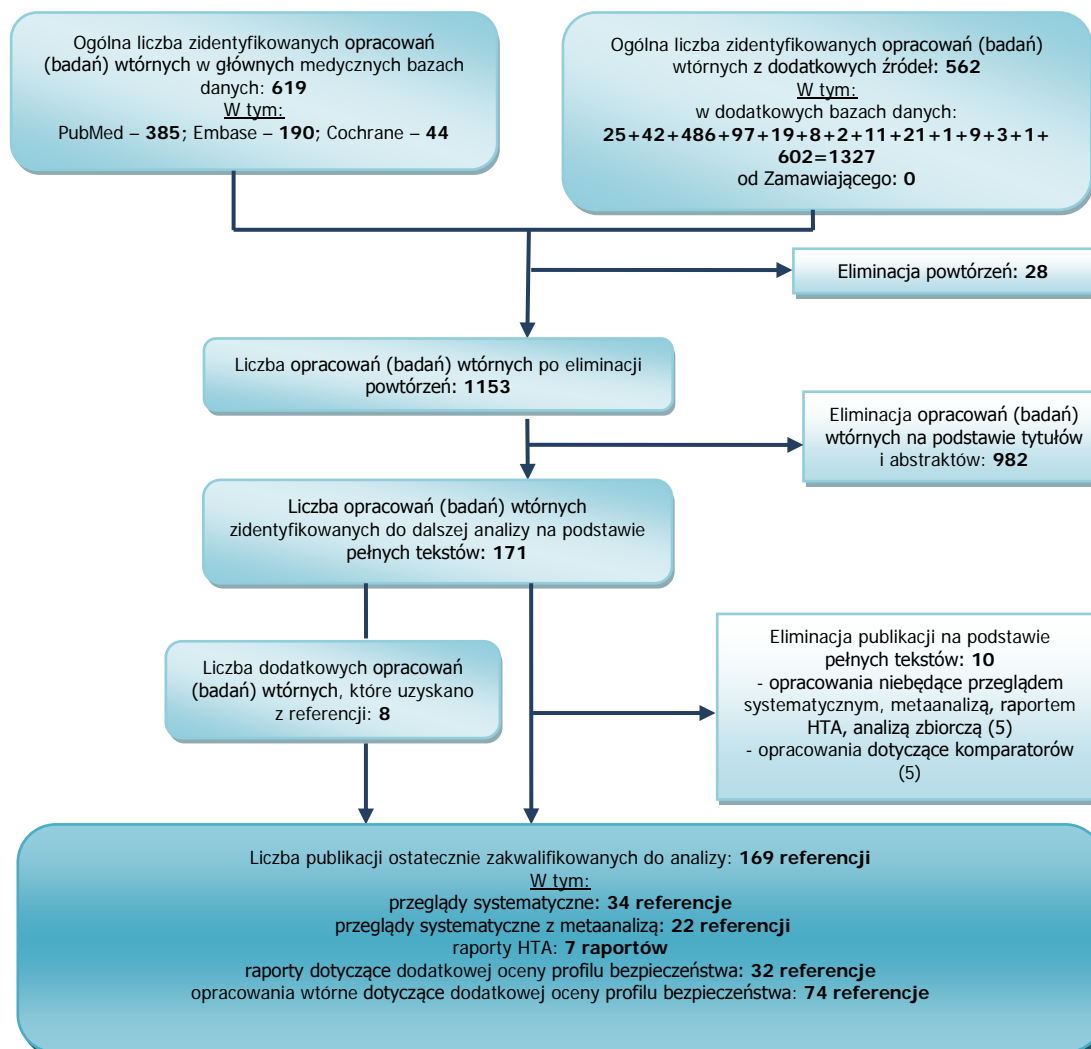 Ogólna liczba zidentyfikowanych opracowań
(badań) wtórnych w głównych medycznych bazach
danych: 619
W tym:
PubMed – 385; Embase – 190; Cochrane – 44
Ogólna liczba zidentyfikowanych opracowań (badań)
wtórnych z dodatkowych źródeł: 562
W tym:
w dodatkowych bazach danych:
25+42+486+97+19+8+2+11+21+1+9+3+1+
602=1327
od Zamawiającego: 0
Eliminacja powtórzeń: 28
Liczba opracowań (badań) wtórnych po eliminacji
powtórzeń: 1153
Eliminacja opracowań (badań)
wtórnych na podstawie tytułów
i abstraktów: 982
Liczba opracowań (badań) wtórnych
zidentyfikowanych do dalszej analizy na podstawie
pełnych tekstów: 171
Liczba dodatkowych opracowań
(badań) wtórnych, które uzyskano
z referencji: 8
Eliminacja publikacji na podstawie
pełnych tekstów: 10
- opracowania niebędące przeglądem
systematycznym, metaanalizą, raportem
HTA, analizą zbiorczą (5)
- opracowania dotyczące komparatorów
(5)
Liczba publikacji ostatecznie zakwalifikowanych do analizy: 169 referencji
W tym:
przeglądy systematyczne: 34 referencje
przeglądy systematyczne z metaanalizą: 22 referencji
raporty HTA: 7 raportów
raporty dotyczące dodatkowej oceny profilu bezpieczeństwa: 32 referencje
opracowania wtórne dotyczące dodatkowej oceny profilu bezpieczeństwa: 74 referencje